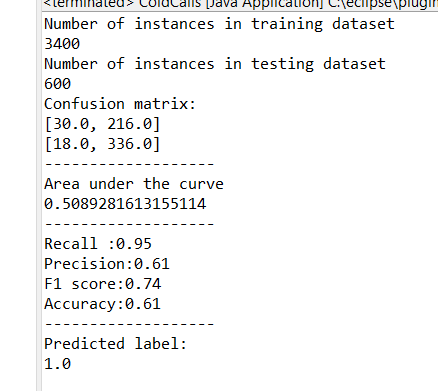 <terminated> ColdCalls [Java Application] C:\eclipse\plugin
Number of instances in training dataset
3400
Number of instances in testing dataset
600
Confusion matrix:
[30.0, 216.0]
[18.0, 336.0]
------------------
Area under the curve
0.5089281613155114
------------------
Recall :0.95
Precision:0.61
F1 score:0.74
Accuracy:0.61
------------------
Predicted label:
1.0